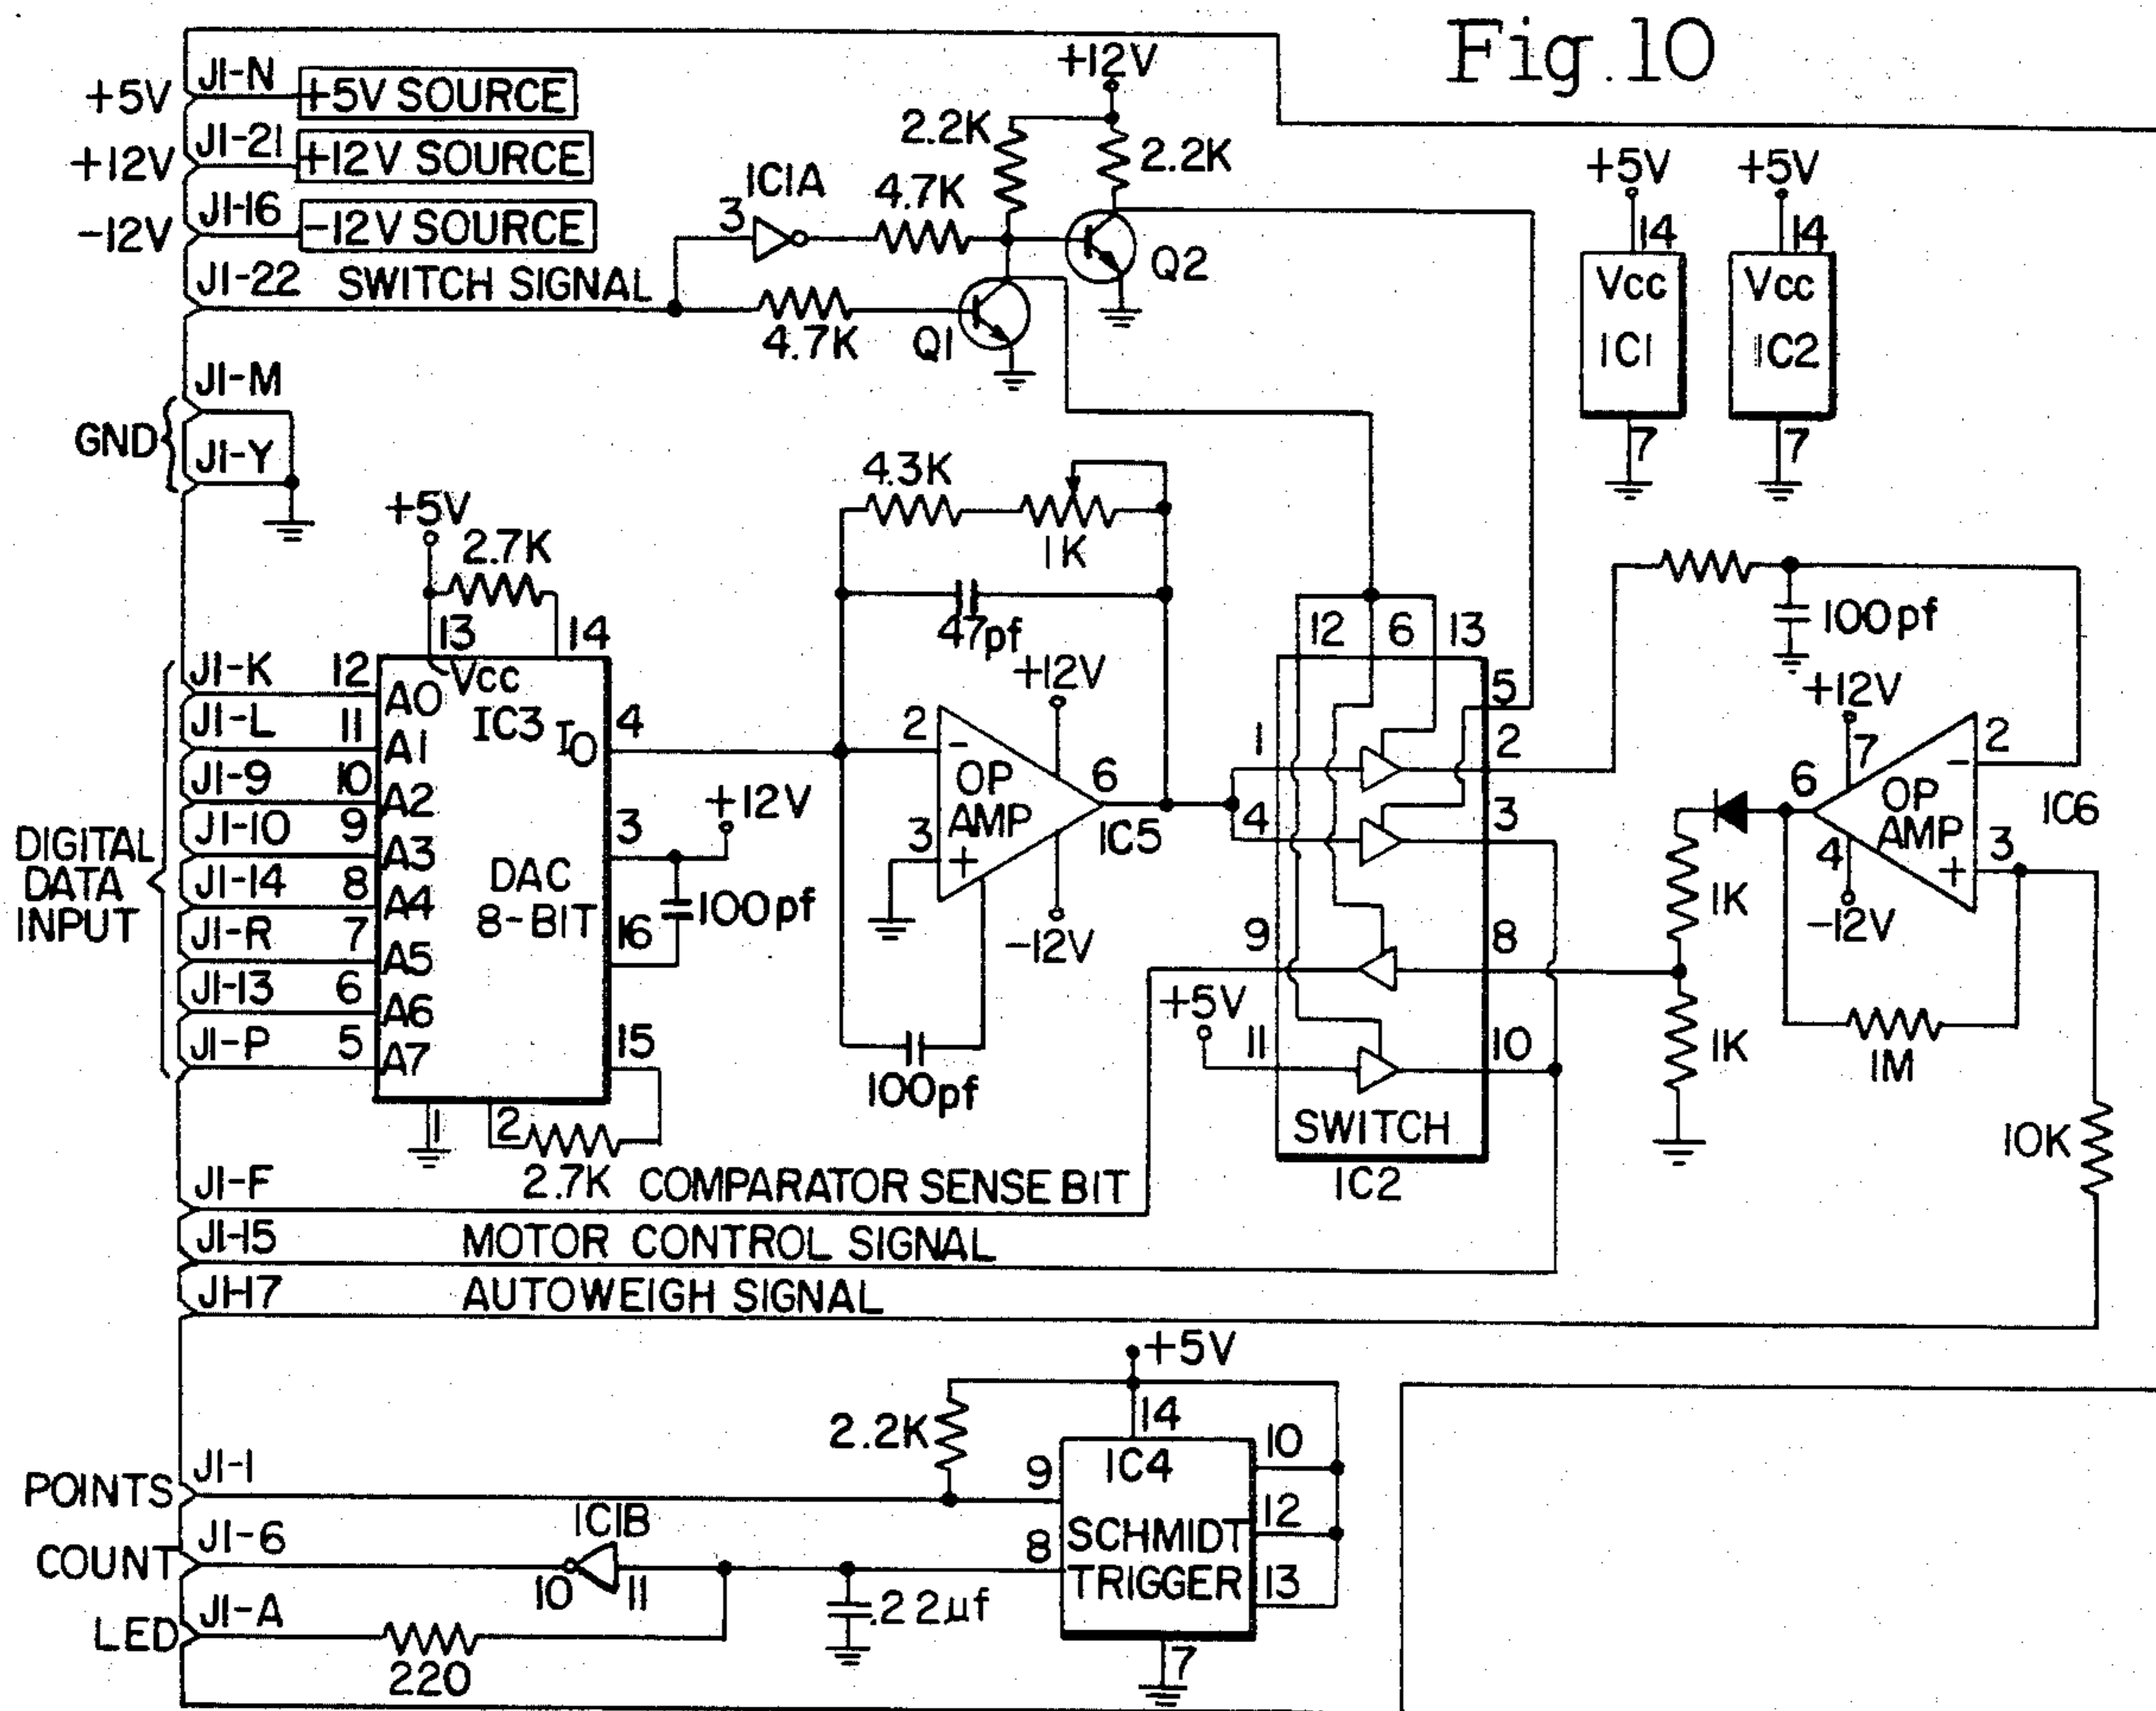 Fig.10
+5V J1-N +5V SOURCE
+12V J1-21 +12V SOURCE
-12V J1-16 -12V SOURCE
J1-22 SWITCH SIGNAL
3 IC1A 4.7K
4.7K
2.2K
+12V
2.2K
Q1
Q2
+5V
14
Vcc
IC1
7
+5V
14
Vcc
IC2
7
GND
J1-M
J1-Y
+5V
2.7K
13
14
Vcc
IC3
IO
4
3
+12V
DAC
8-BIT
16
100pf
15
1
2
2.7K
DIGITAL
DATA
INPUT
J1-K 12 A0
J1-L 11 A1
J1-9 10 A2
J1-10 9 A3
J1-14 8 A4
J1-R 7 A5
J1-13 6 A6
J1-P 5 A7
4.3K
1K
47pf
+12V
2
-
OP
AMP
3
+
6
IC5
-12V
100pf
12 6 13
5
1
2
4
3
9
8
+5V
11
10
SWITCH
IC2
100pf
+12V
7
2
-
6
OP
AMP
IC6
4
+
3
-12V
1K
1K
1M
10K
J1-F COMPARATOR SENSE BIT
J1-15 MOTOR CONTROL SIGNAL
J1-17 AUTOWEIGH SIGNAL
+5V
2.2K
14
IC4
9
10
12
8
SCHMIDT
TRIGGER
13
7
POINTS J1-1
COUNT J1-6
IC1B
10
11
.22µf
LED J1-A
220